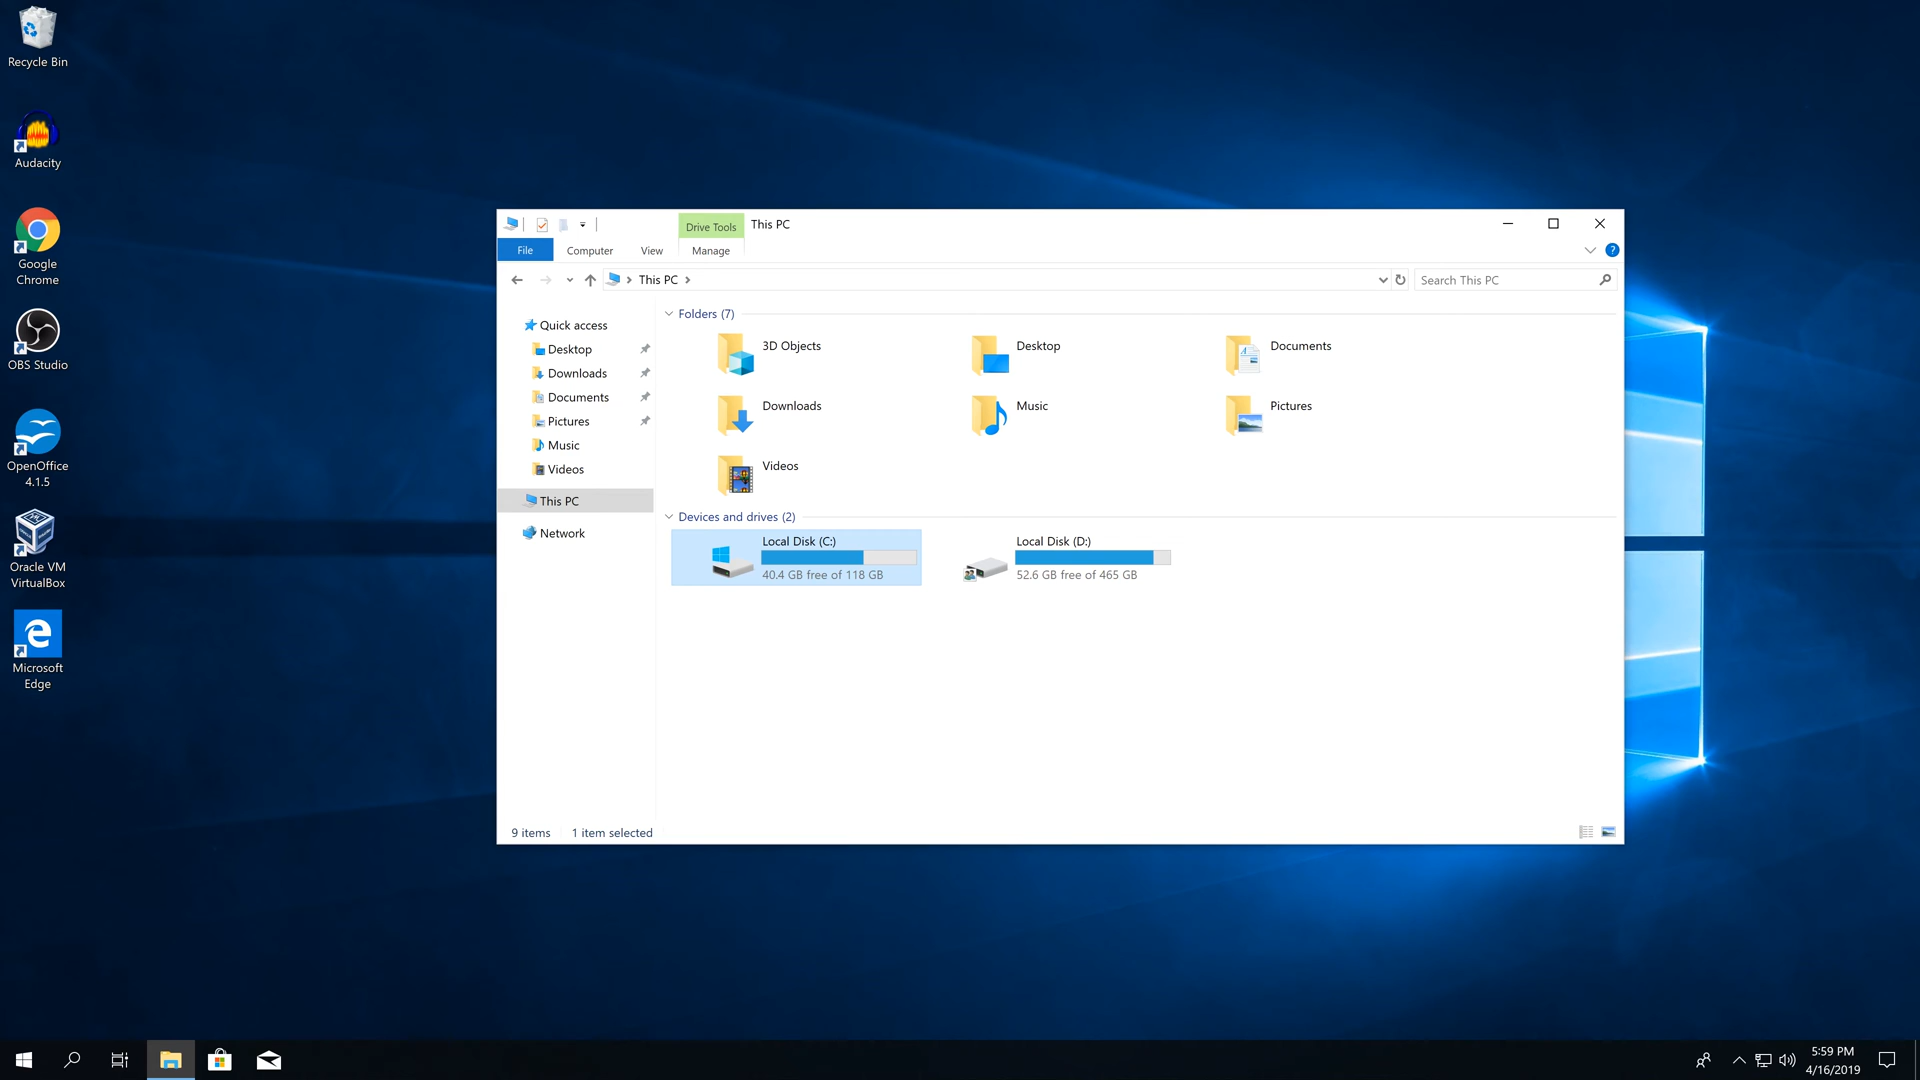 Recycle Bin
Audacity
Google
Chrome
OBS Studio
OpenOffice
4.1.5
Oracle VM
VirtualBox
Microsoft
Edge
Drive Tools
This PC
File
Computer
View
Manage
This PC
Search This PC
Quick access
Desktop
Downloads
Documents
Pictures
Music
Videos
This PC
Network
Folders (7)
3D Objects
Desktop
Documents
Downloads
Music
Pictures
Videos
Devices and drives (2)
Local Disk (C:)
40.4 GB free of 118 GB
Local Disk (D:)
52.6 GB free of 465 GB
9 items
1 item selected
5:59 PM
4/16/2019